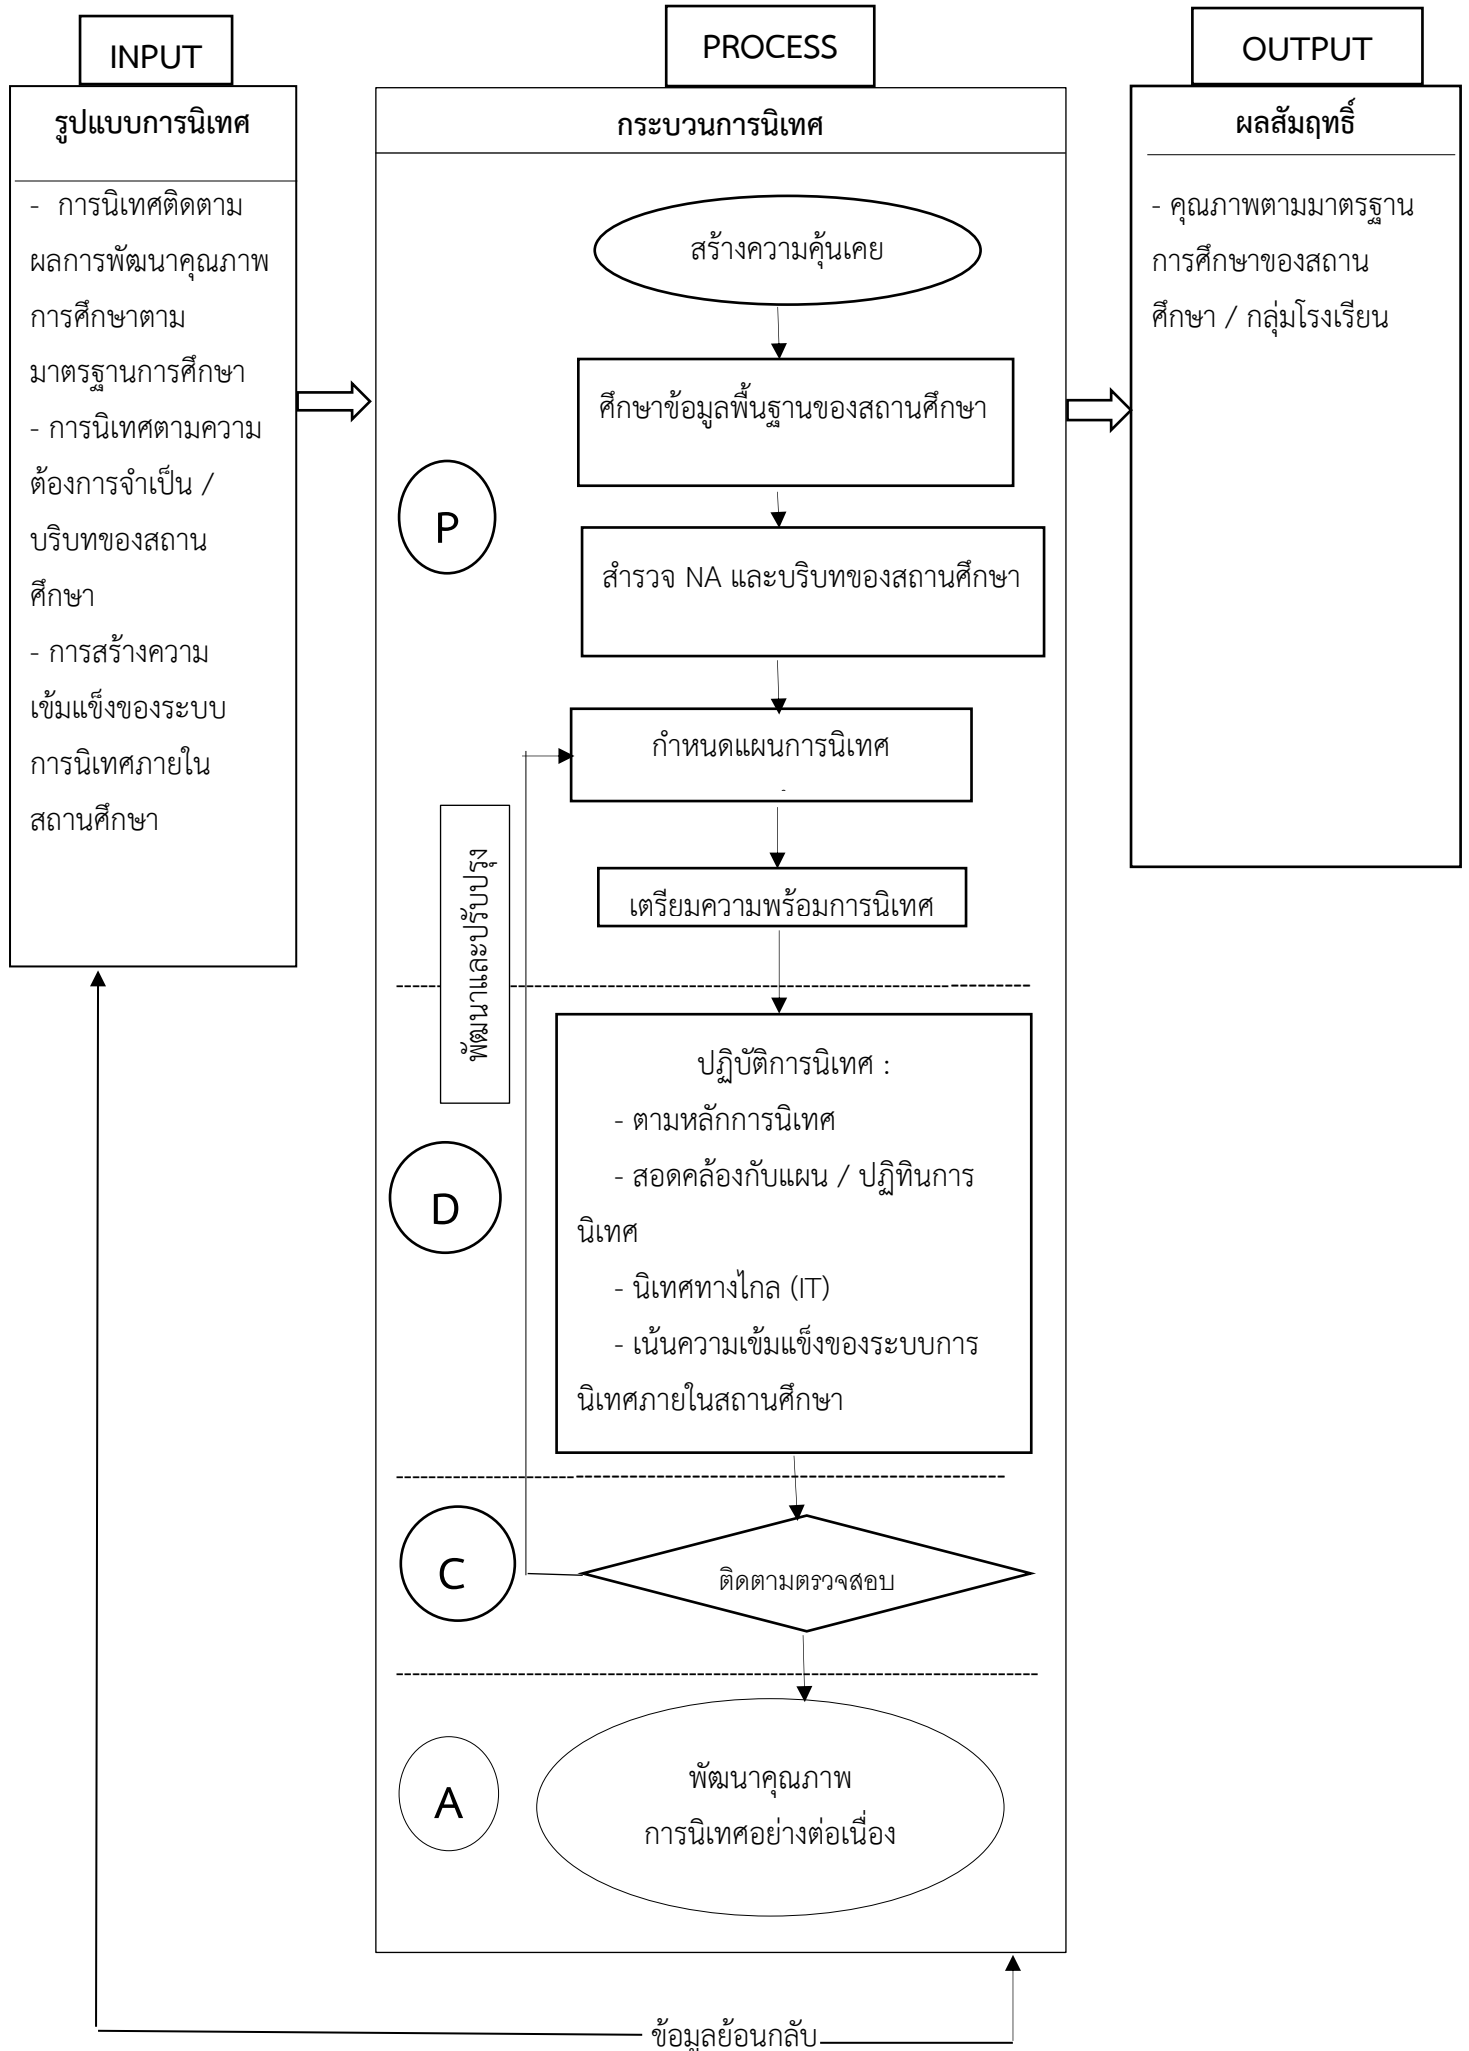 INPUT
PROCESS
OUTPUT
รูปแบบการนิเทศ
- การนิเทศติดตาม
ผลการพัฒนาคุณภาพ
การศึกษาตาม
มาตรฐานการศึกษา
- การนิเทศตามความ
ต้องการจำเป็น /
บริบทของสถาน
ศึกษา
- การสร้างความ
เข้มแข็งของระบบ
การนิเทศภายใน
สถานศึกษา
กระบวนการนิเทศ
สร้างความคุ้นเคย
ศึกษาข้อมูลพื้นฐานของสถานศึกษา
P
สำรวจ NA และบริบทของสถานศึกษา
กำหนดแผนการนิเทศ
-
เตรียมความพร้อมการนิเทศ
พัฒนาและปรับปรุง
ปฏิบัติการนิเทศ :
- ตามหลักการนิเทศ
- สอดคล้องกับแผน / ปฏิทินการ
นิเทศ
- นิเทศทางไกล (IT)
- เน้นความเข้มแข็งของระบบการ
นิเทศภายในสถานศึกษา
D
C
ติดตามตรวจสอบ
A
พัฒนาคุณภาพ
การนิเทศอย่างต่อเนื่อง
ผลสัมฤทธิ์
- คุณภาพตามมาตรฐาน
การศึกษาของสถาน
ศึกษา / กลุ่มโรงเรียน
ข้อมูลย้อนกลับ